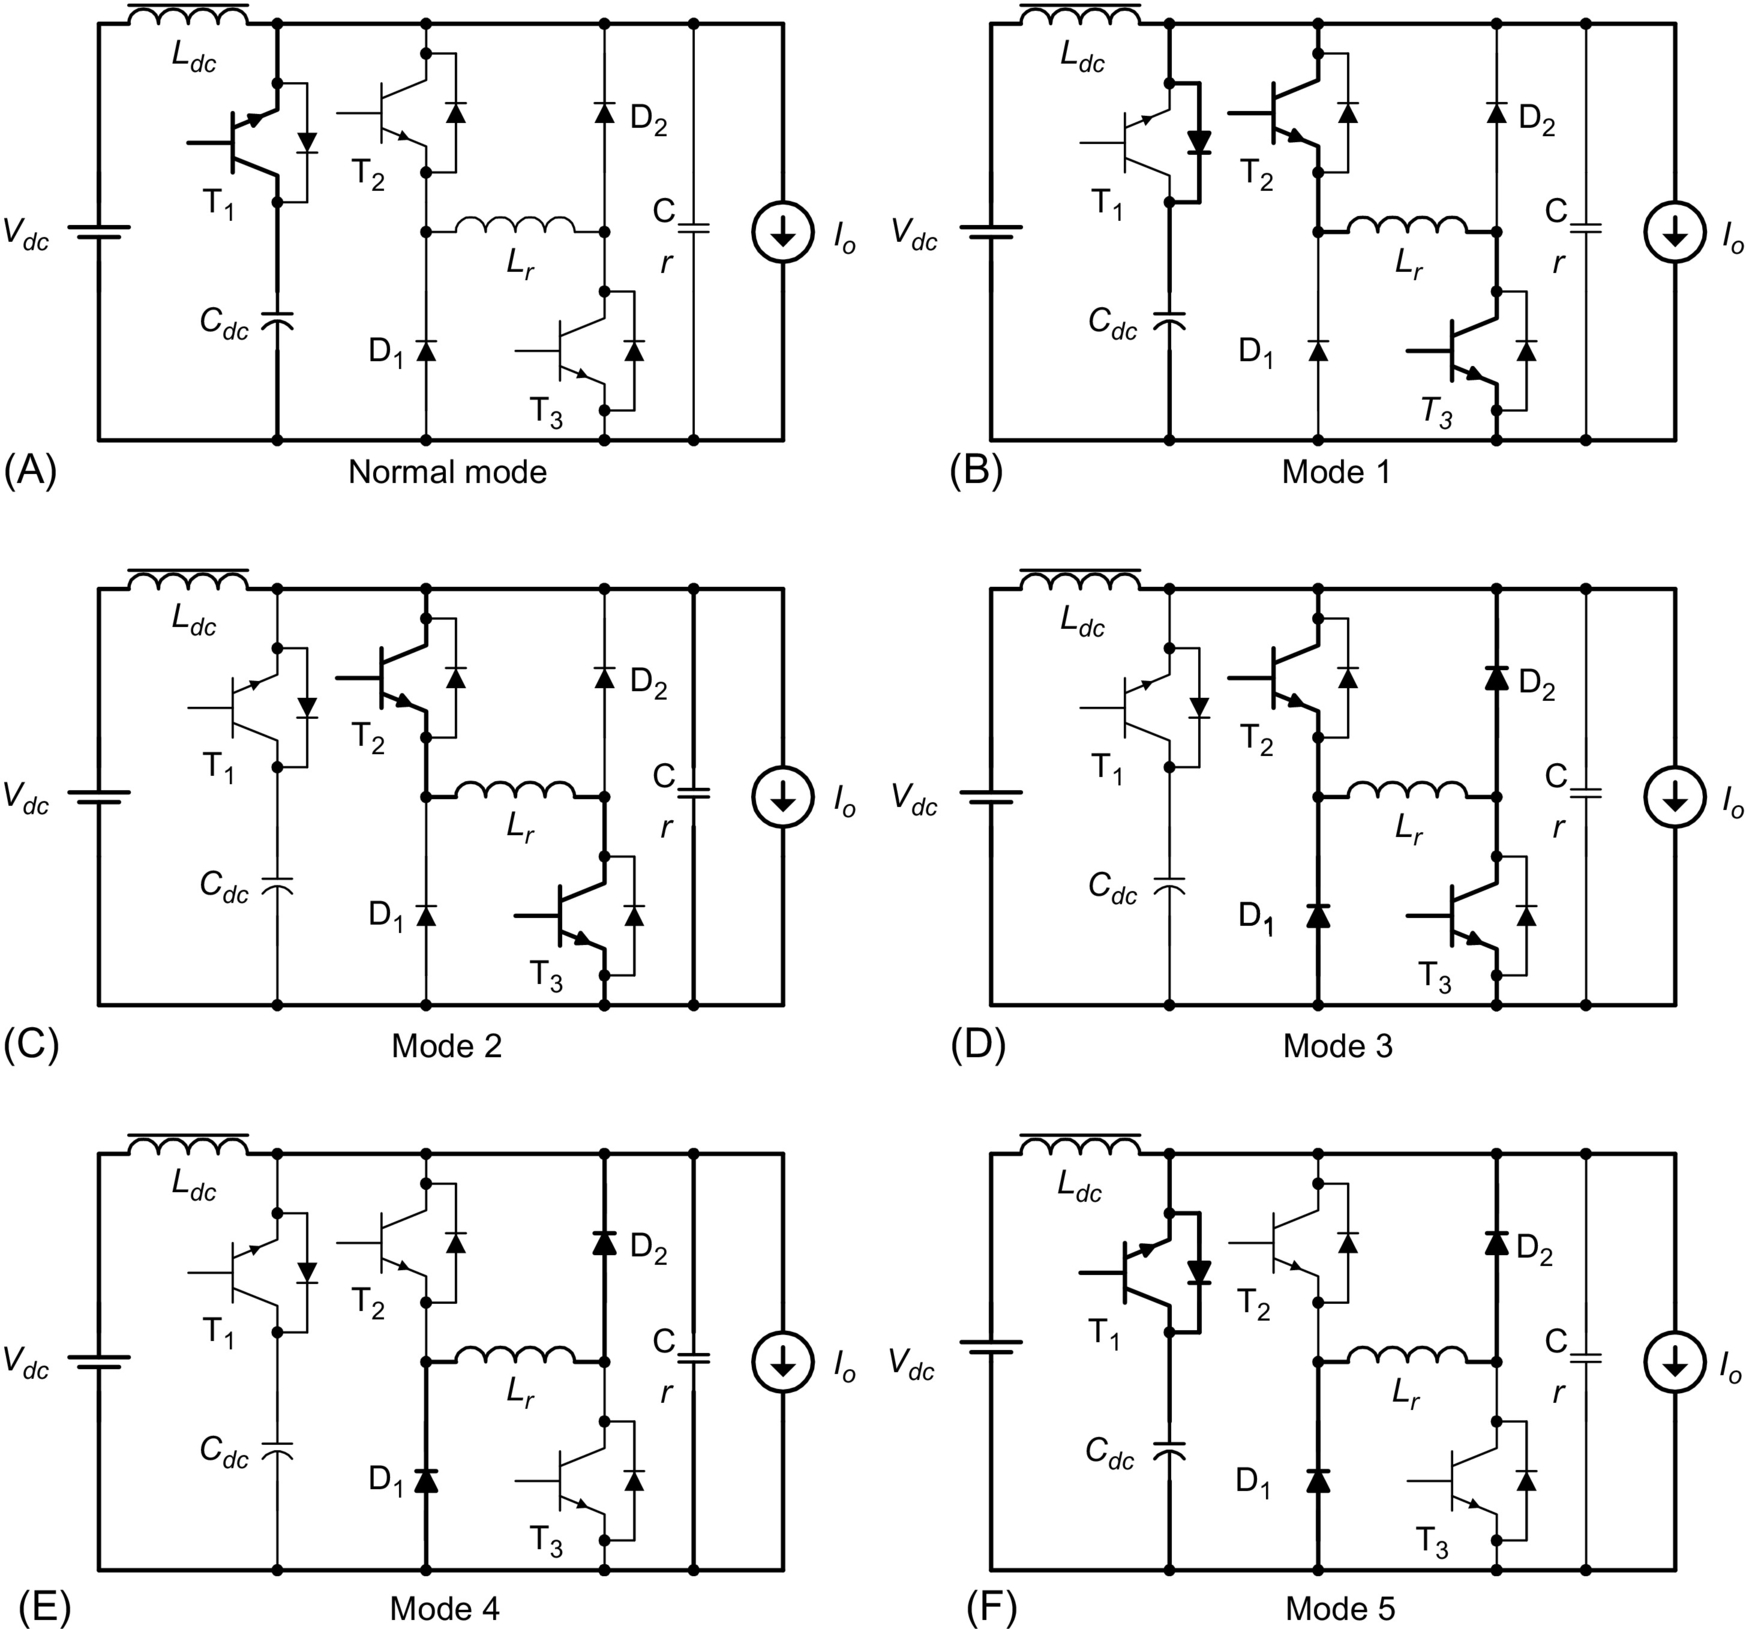 L_dc
D_2
T_2
T_1
C
V_dc
I_o
L_r
r
C_dc
D_1
T_3
(A)
Normal mode
L_dc
D_2
T_2
T_1
C
V_dc
I_o
L_r
r
C_dc
D_1
T_3
(B)
Mode 1
L_dc
D_2
T_2
T_1
C
V_dc
I_o
L_r
r
C_dc
D_1
T_3
(C)
Mode 2
L_dc
D_2
T_2
T_1
C
V_dc
I_o
L_r
r
C_dc
D_1
T_3
(D)
Mode 3
L_dc
D_2
T_2
T_1
C
V_dc
I_o
L_r
r
C_dc
D_1
T_3
(E)
Mode 4
L_dc
D_2
T_2
T_1
C
V_dc
I_o
L_r
r
C_dc
D_1
T_3
(F)
Mode 5